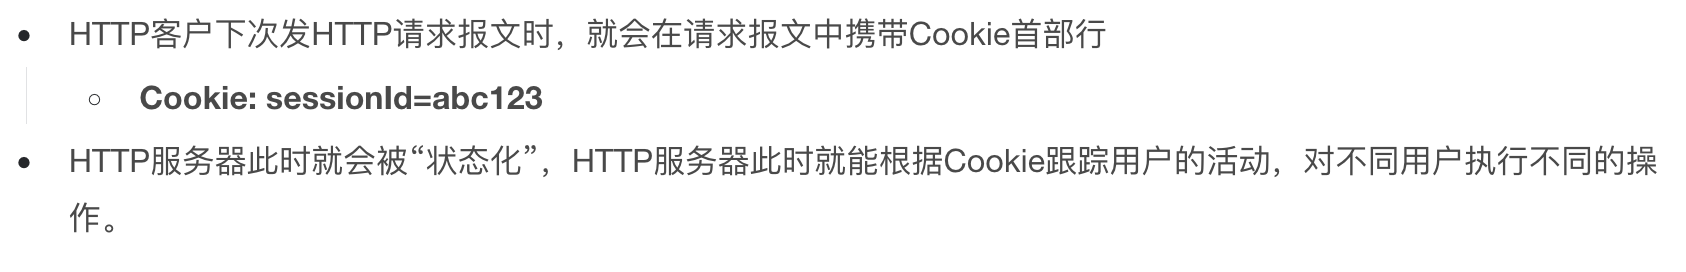 HTTP客户下次发HTTP请求报文时，就会在请求报文中携带Cookie首部行
Cookie: sessionId=abc123
HTTP服务器此时就会被“状态化”，HTTP服务器此时就能根据Cookie跟踪用户的活动，对不同用户执行不同的操
作。